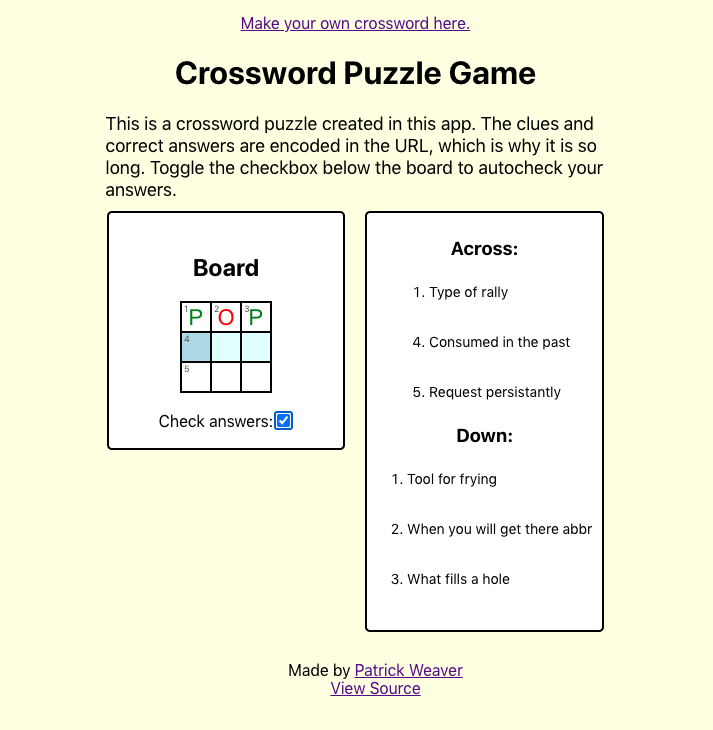 Make your own crossword here.
Crossword Puzzle Game
This is a crossword puzzle created in this app. The clues and
correct answers are encoded in the URL, which is why it is so
long. Toggle the checkbox below the board to autocheck your
answers.
Board
1 P 2 O 3 P
4
5
Check answers:
Across:
1. Type of rally
4. Consumed in the past
5. Request persistantly
Down:
1. Tool for frying
2. When you will get there abbr
3. What fills a hole
Made by Patrick Weaver
View Source